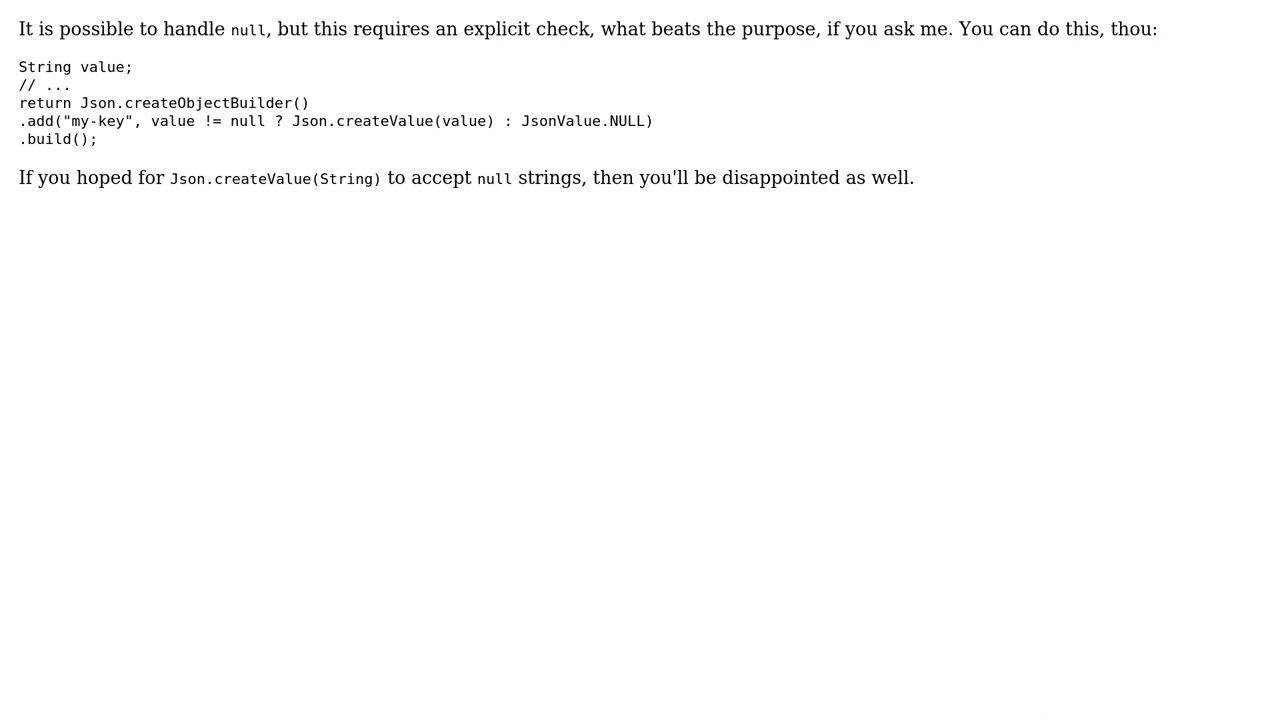 It is possible to handle null, but this requires an explicit check, what beats the purpose, if you ask me. You can do this, thou:
String value;
// ...
return Json.createObjectBuilder()
.add("my-key", value != null ? Json.createValue(value) : JsonValue.NULL)
.build();
If you hoped for Json.createValue(String) to accept null strings, then you'll be disappointed as well.